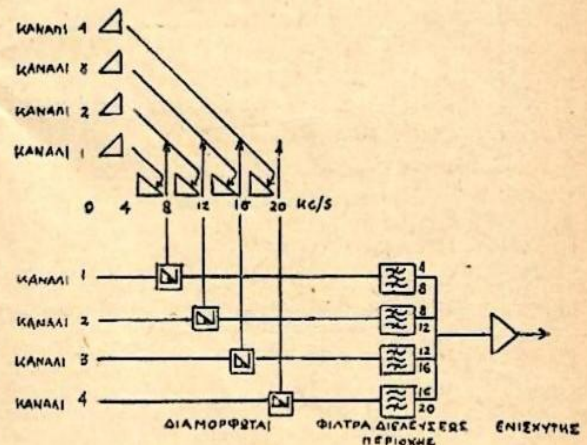 ΚΑΝΑΛΙ 4
ΚΑΝΑΛΙ 8
ΚΑΝΑΛΙ 2
ΚΑΝΑΛΙ 1
0 4 8 12 16 20 KC/S
ΚΑΝΑΛΙ 1
4
8
ΚΑΝΑΛΙ 2
8
12
ΚΑΝΑΛΙ 3
12
16
ΚΑΝΑΛΙ 4
16
20
ΔΙΑΜΟΡΦΩΤΑΙ ΦΙΛΤΡΑ ΔΙΕΛΕΥΣΕΩΣ ΕΝΙΣΧΥΤΗΣ
ΠΕΡΙΟΧΗΣ